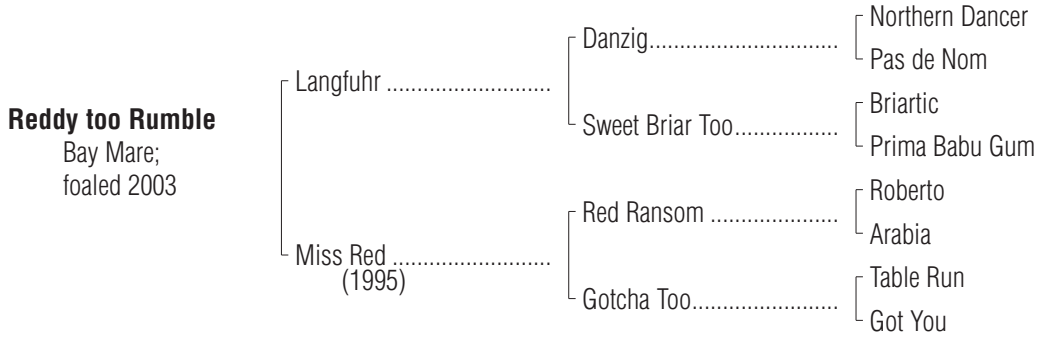 Reddy too Rumble
Bay Mare;
foaled 2003
Langfuhr ...........................
Miss Red ..........................
(1995)
Danzig...............................
Sweet Briar Too.................
Red Ransom .....................
Gotcha Too........................
Northern Dancer
Pas de Nom
Briartic
Prima Babu Gum
Roberto
Arabia
Table Run
Got You